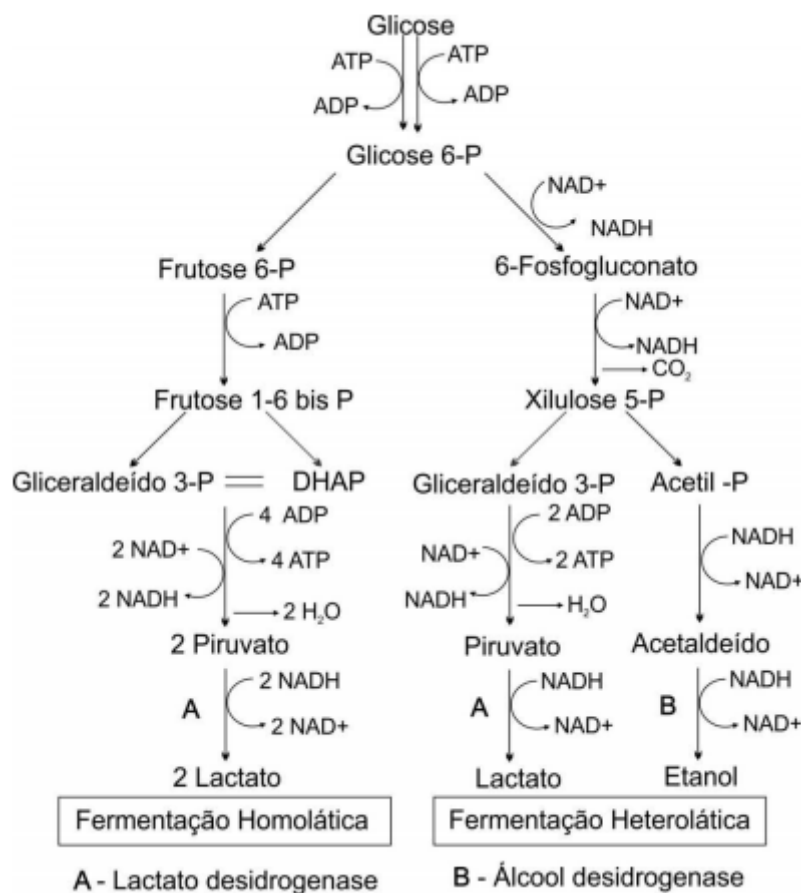 Glicose
ATP ATP
ADP ADP
Glicose 6-P
NAD+
NADH
Frutose 6-P 6-Fosfogluconato
ATP NAD+
ADP NADH
CO₂
Frutose 1-6 bis P Xilulose 5-P
Gliceraldeído 3-P DHAP Gliceraldeído 3-P Acetil -P
4 ADP 2 ADP NADH
2 NAD+ NAD+
4 ATP 2 ATP NAD+
2 NADH NADH
2 H₂O H₂O
2 Piruvato Piruvato Acetaldeído
A 2 NADH A NADH B NADH
2 NAD+ NAD+ NAD+
2 Lactato Lactato Etanol
Fermentação Homolática Fermentação Heterolática
A - Lactato desidrogenase B - Álcool desidrogenase